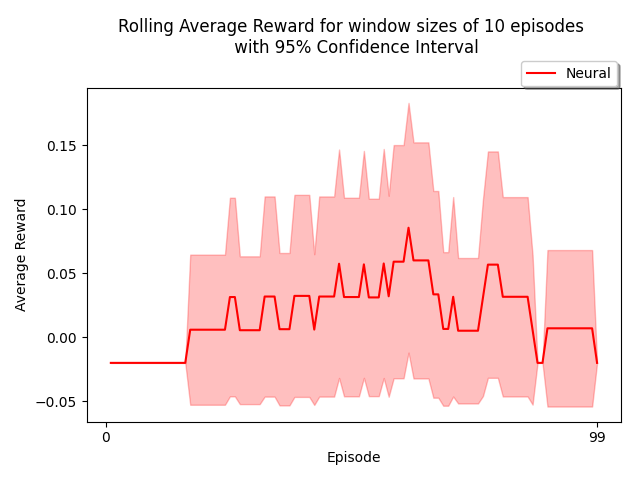 Rolling Average Reward for window sizes of 10 episodes
with 95% Confidence Interval
Neural
Average Reward
0.15
0.10
0.05
0.00
−0.05
0
99
Episode